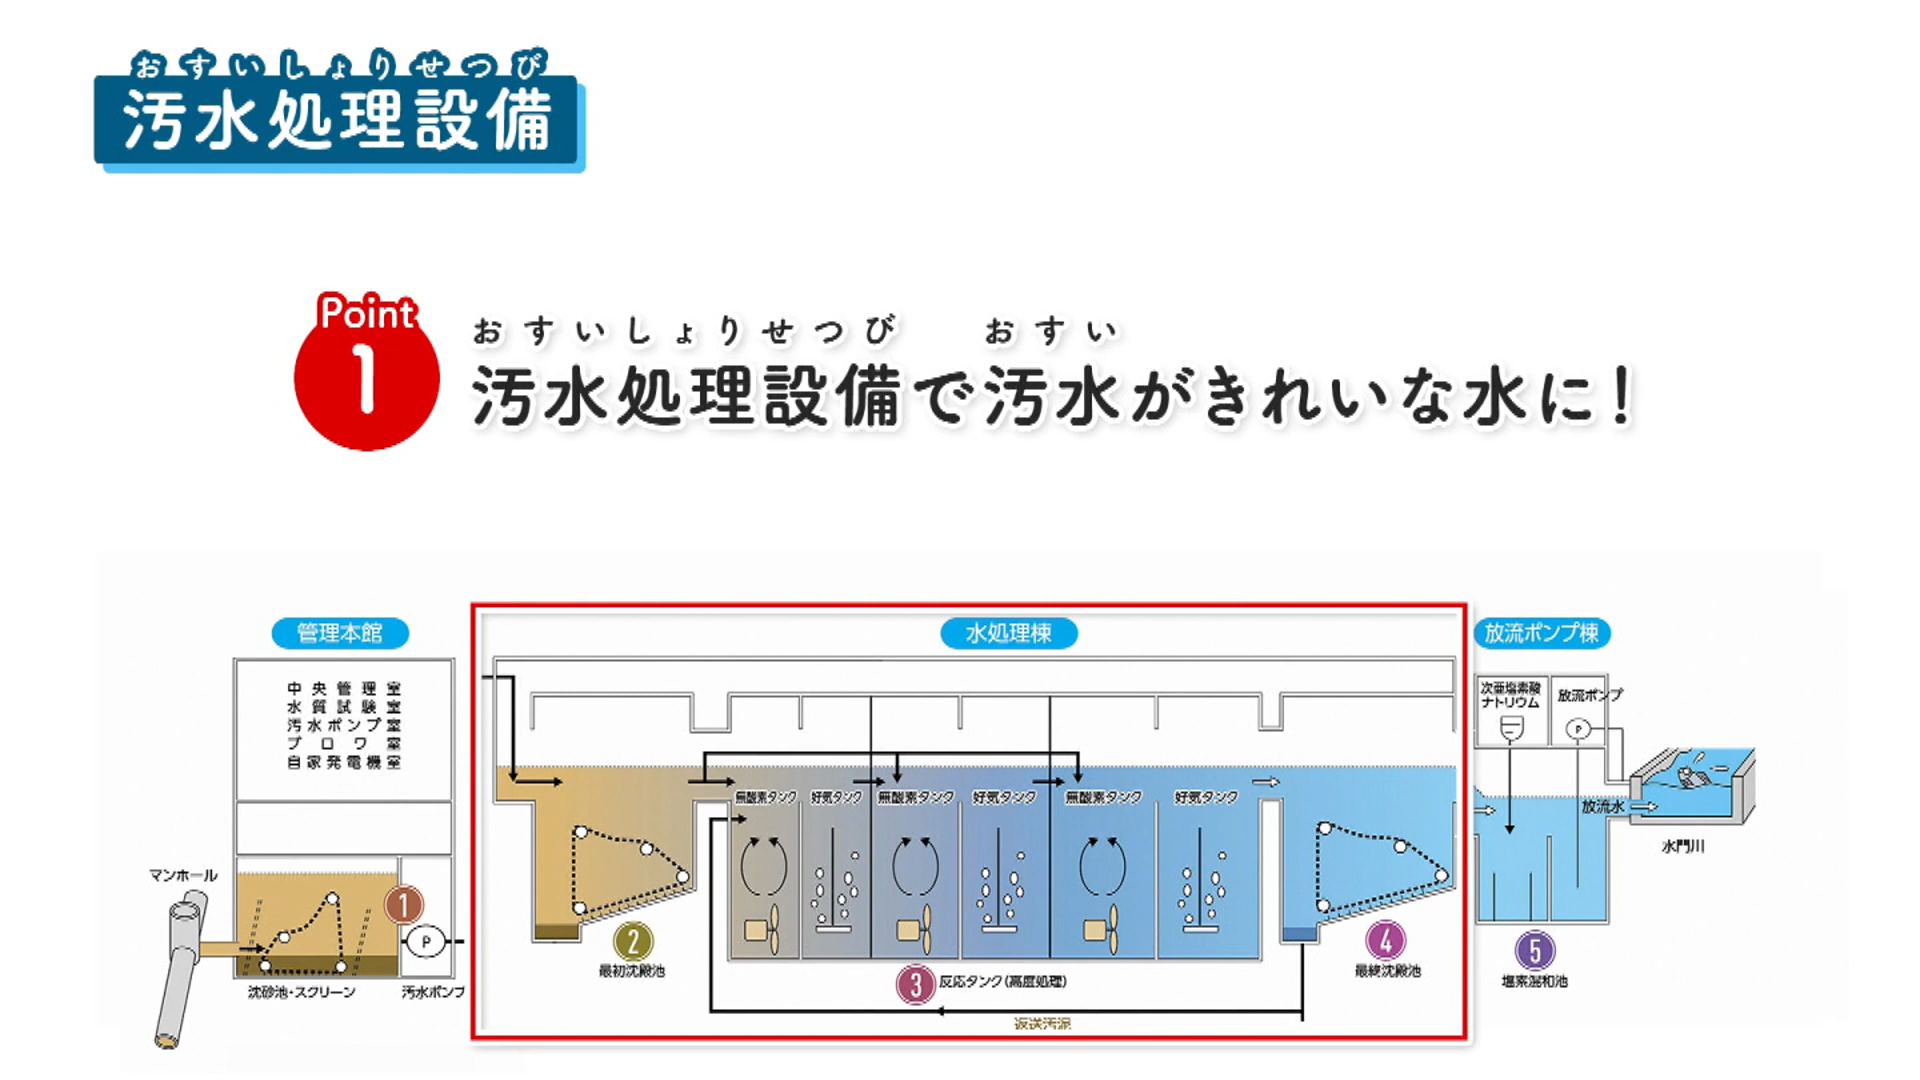 おすいしょりせつび
汚水処理設備
Point
1
おすいしょりせつび おすい
汚水処理設備で汚水がきれいな水に！
管理本館
水処理棟
放流ポンプ棟
中央管理室
水質試験室
汚水ポンプ室
ブロワ室
自家発電機室
次亜塩素酸
ナトリウム
放流ポンプ
P
無酸素タンク 好気タンク 無酸素タンク 好気タンク 無酸素タンク 好気タンク
放流水
水門川
マンホール
1
P
沈砂池・スクリーン
汚水ポンプ
2
最初沈殿池
3
反応タンク（高度処理）
4
最終沈殿池
5
塩素混和池
返送汚泥